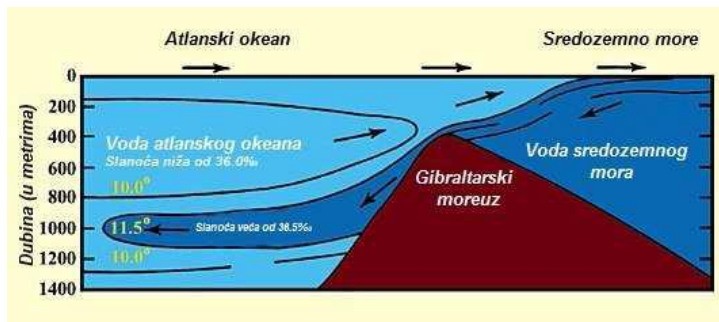 Atlanski okean
Sredozemno more
Dubina (u metrima)
0
200
400
600
800
1000
1200
1400
Voda atlanskog okeana
Slanoća niža od 36.0‰
10.0°
11.5°
Slanoća veća od 36.5‰
10.0°
Gibraltarski
moreuz
Voda sredozemnog
mora